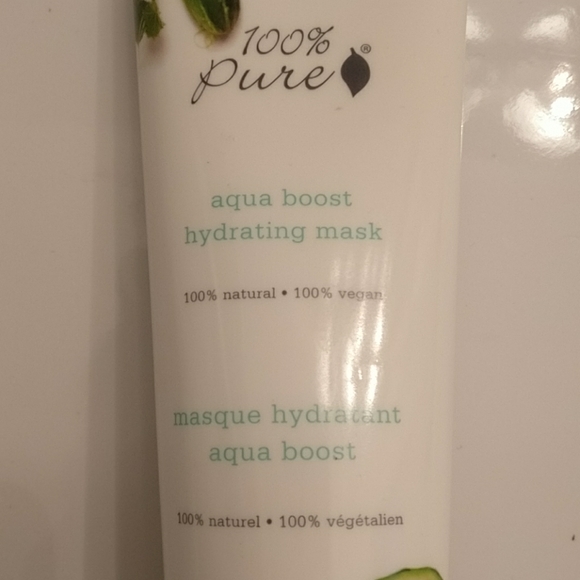 100%
Pure®
aqua boost
hydrating mask
100% natural • 100% vegan
masque hydratant
aqua boost
100% naturel • 100% végétalien